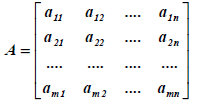 a11 a12 .... a1n
A = a21 a22 .... a2n
.... .... .... ....
am1 am2 .... amn